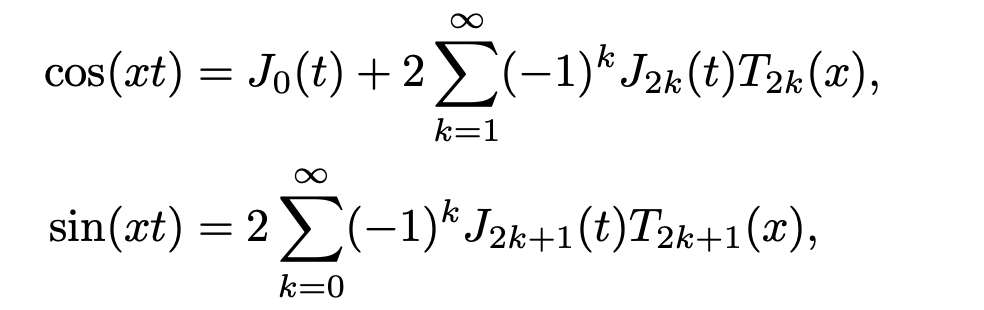 $\cos(xt) = J_0(t) + 2 \sum_{k=1}^{\infty} (-1)^k J_{2k}(t) T_{2k}(x),$
$\sin(xt) = 2 \sum_{k=0}^{\infty} (-1)^k J_{2k+1}(t) T_{2k+1}(x),$